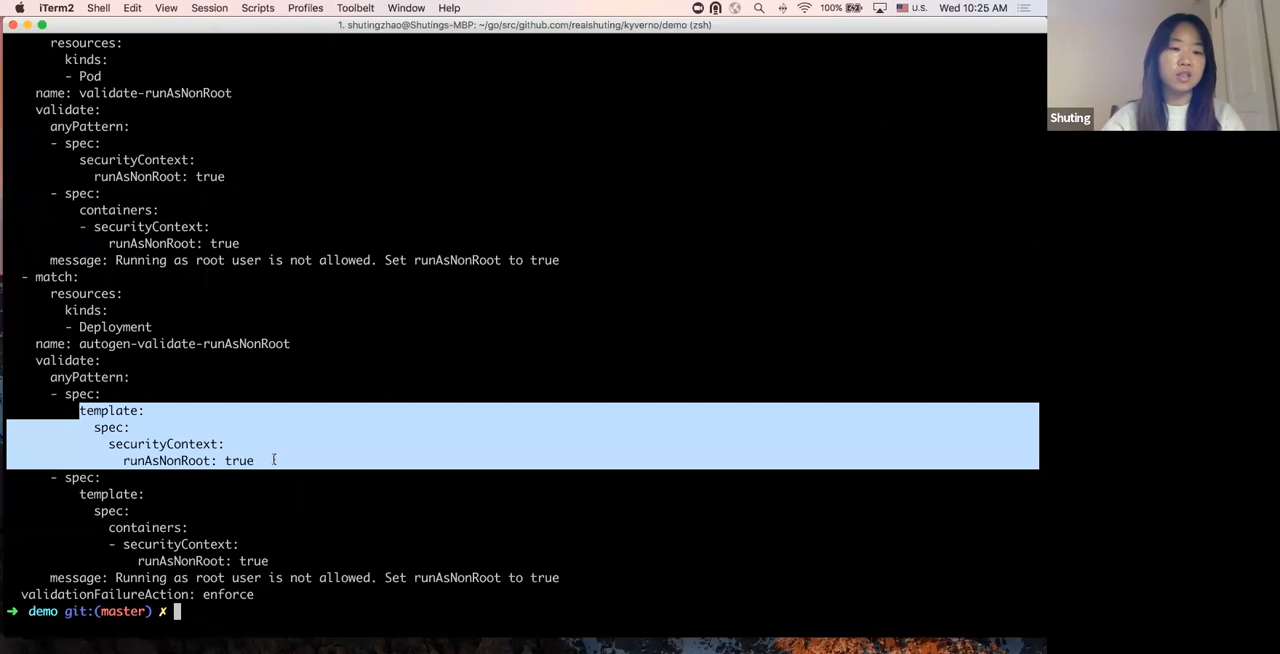 iTerm2 Shell Edit View Session Scripts Profiles Toolbelt Window Help 100% U.S. Wed 10:25 AM
1. shutingzhao@Shutings-MBP: ~/go/src/github.com/realshuting/kyverno/demo (zsh)
resources:
kinds:
- Pod
name: validate-runAsNonRoot
validate:
anyPattern:
- spec:
securityContext:
runAsNonRoot: true
- spec:
containers:
- securityContext:
runAsNonRoot: true
message: Running as root user is not allowed. Set runAsNonRoot to true
- match:
resources:
kinds:
- Deployment
name: autogen-validate-runAsNonRoot
validate:
anyPattern:
- spec:
template:
spec:
securityContext:
runAsNonRoot: true
- spec:
template:
spec:
containers:
- securityContext:
runAsNonRoot: true
message: Running as root user is not allowed. Set runAsNonRoot to true
validationFailureAction: enforce
➜ demo git:(master) ✗
Shuting